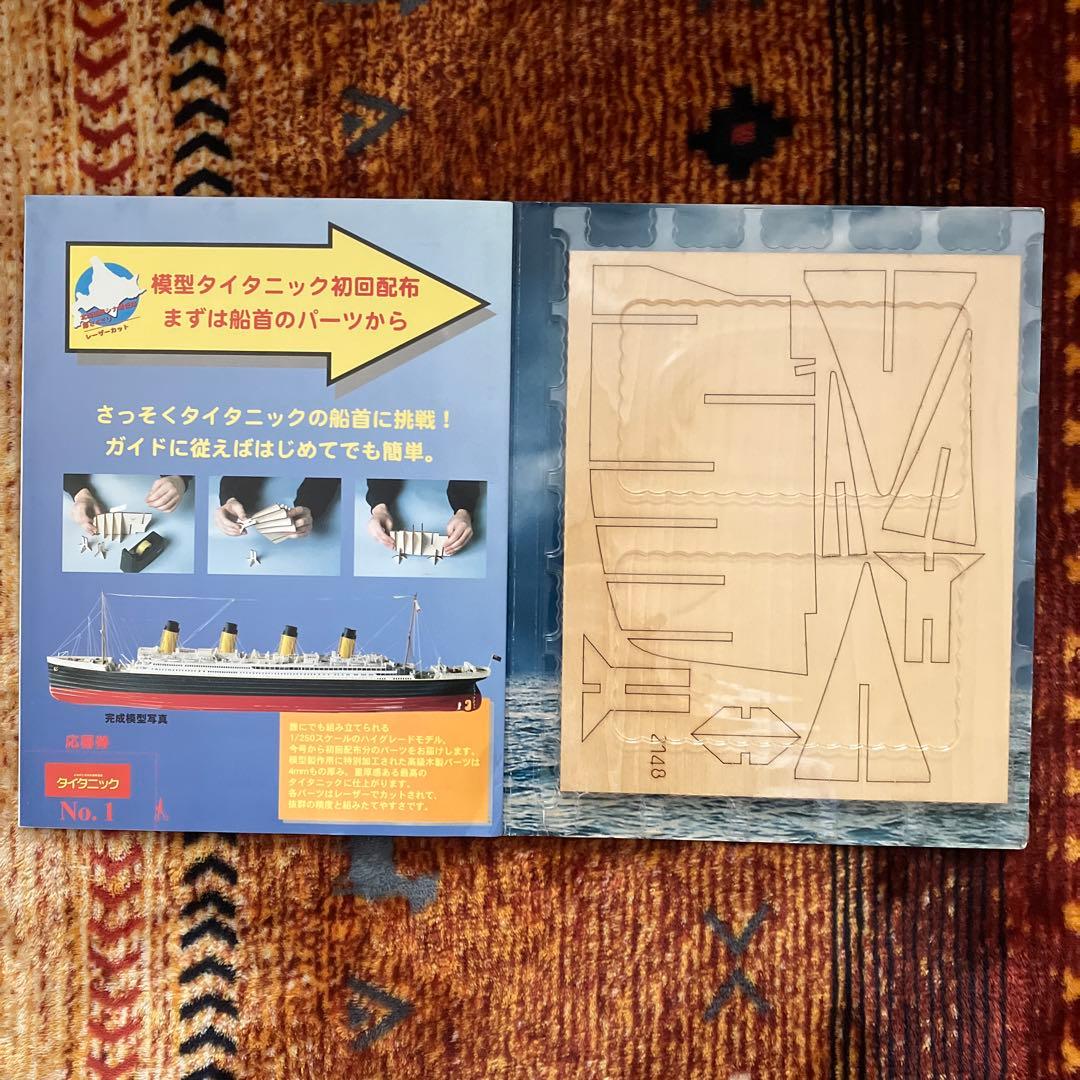 模型タイタニック初回配布
まずは船首のパーツから
レーザーカット
さっそくタイタニックの船首に挑戦！
ガイドに従えばはじめてでも簡単。
完成模型写真
応募券
タイタニック
No. 1
誰にでも組み立てられる
1/250スケールのハイグレードモデル。
今号から初回配布分のパーツをお届けします。
模型製作用に特別加工された高級木製パーツは
4mmもの厚み。重厚感ある最高の
タイタニックに仕上がります。
各パーツはレーザーでカットされて、
抜群の精度と組みたてやすさです。
2148